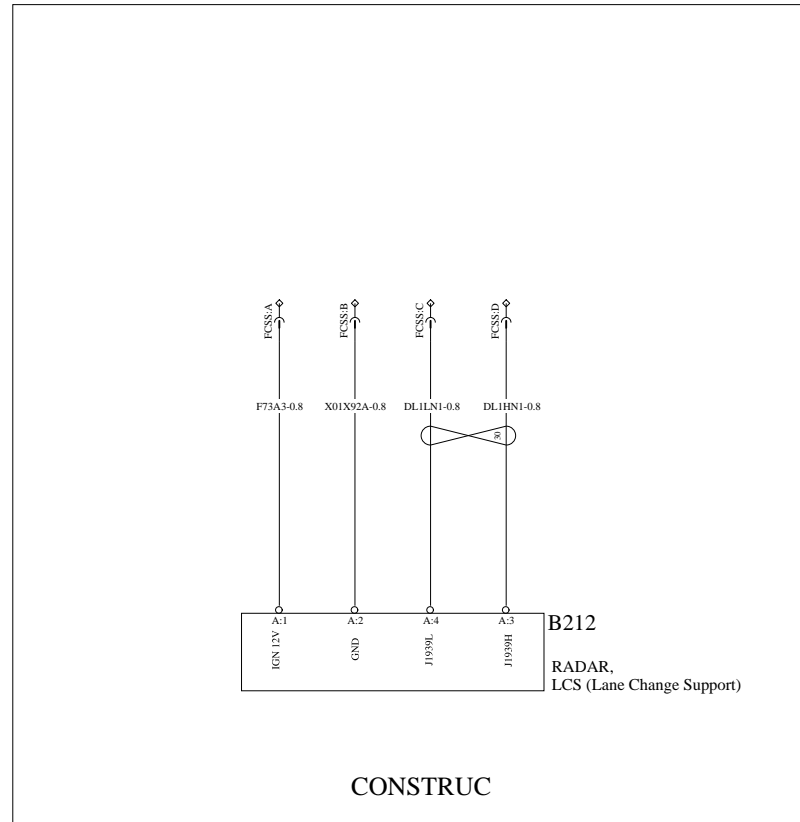 FCSS:A
FCSS:B
FCSS:C
FCSS:D
F73A3-0.8
X01X92A-0.8
DL1LN1-0.8
DL1HN1-0.8
30
A:1
A:2
A:4
A:3
IGN 12V
GND
J1939L
J1939H
B212
RADAR,
LCS (Lane Change Support)
CONSTRUC